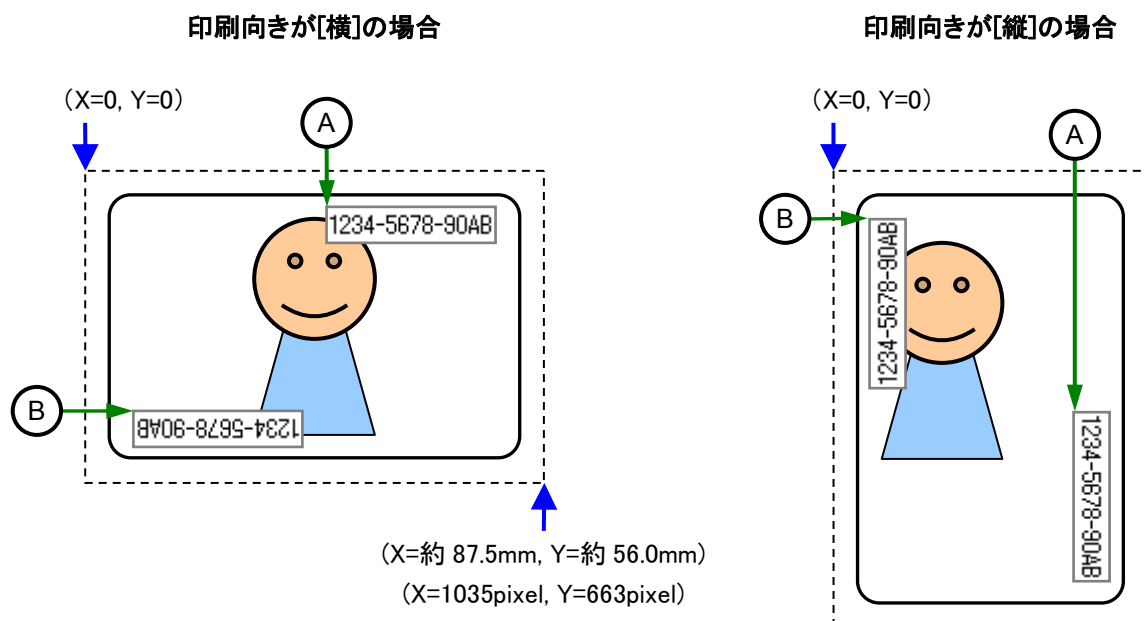 印刷向きが[横]の場合
(X=0, Y=0)
A
1234-5678-90AB
B
1234-5678-90AB
(X=約 87.5mm, Y=約 56.0mm)
(X=1035pixel, Y=663pixel)
印刷向きが[縦]の場合
(X=0, Y=0)
A
B
1234-5678-90AB
1234-5678-90AB